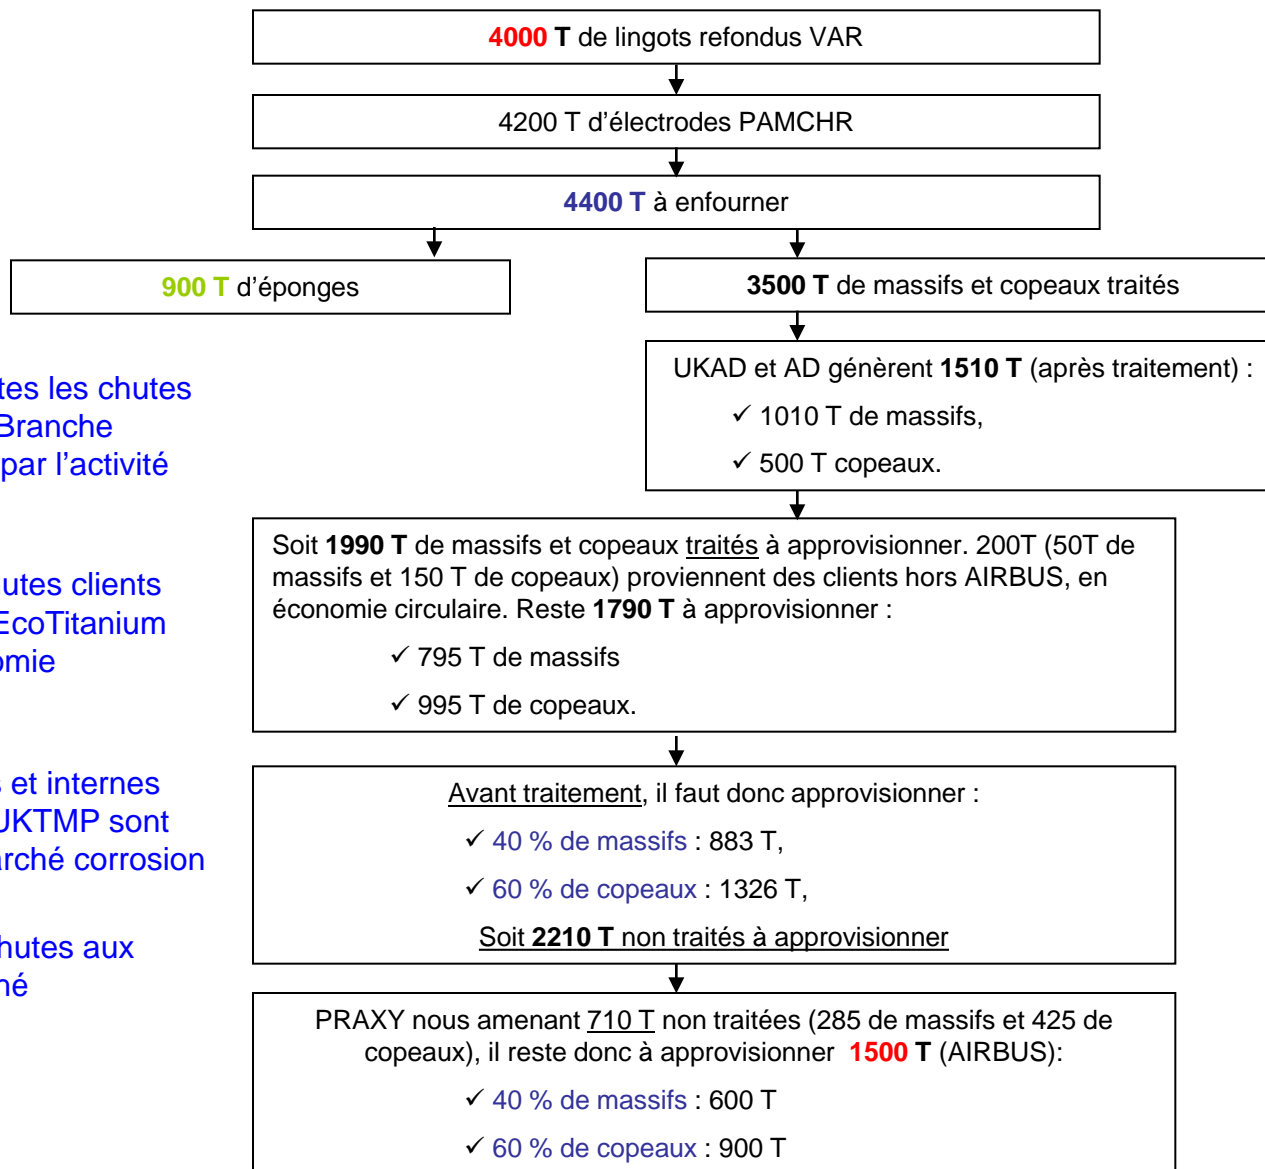 4000 T de lingots refondus VAR
4200 T d’électrodes PAMCHR
4400 T à enfourner
900 T d’éponges
3500 T de massifs et copeaux traités
UKAD et AD génèrent 1510 T (après traitement) :
✓ 1010 T de massifs,
✓ 500 T copeaux.
tes les chutes
Branche
par l’activité
Soit 1990 T de massifs et copeaux traités à approvisionner. 200T (50T de
massifs et 150 T de copeaux) proviennent des clients hors AIRBUS, en
économie circulaire. Reste 1790 T à approvisionner :
✓ 795 T de massifs
✓ 995 T de copeaux.
utes clients
EcoTitanium
omie
Avant traitement, il faut donc approvisionner :
✓ 40 % de massifs : 883 T,
✓ 60 % de copeaux : 1326 T,
Soit 2210 T non traités à approvisionner
s et internes
UKTMP sont
arché corrosion
hutes aux
né
PRAXY nous amenant 710 T non traitées (285 de massifs et 425 de
copeaux), il reste donc à approvisionner 1500 T (AIRBUS):
✓ 40 % de massifs : 600 T
✓ 60 % de copeaux : 900 T